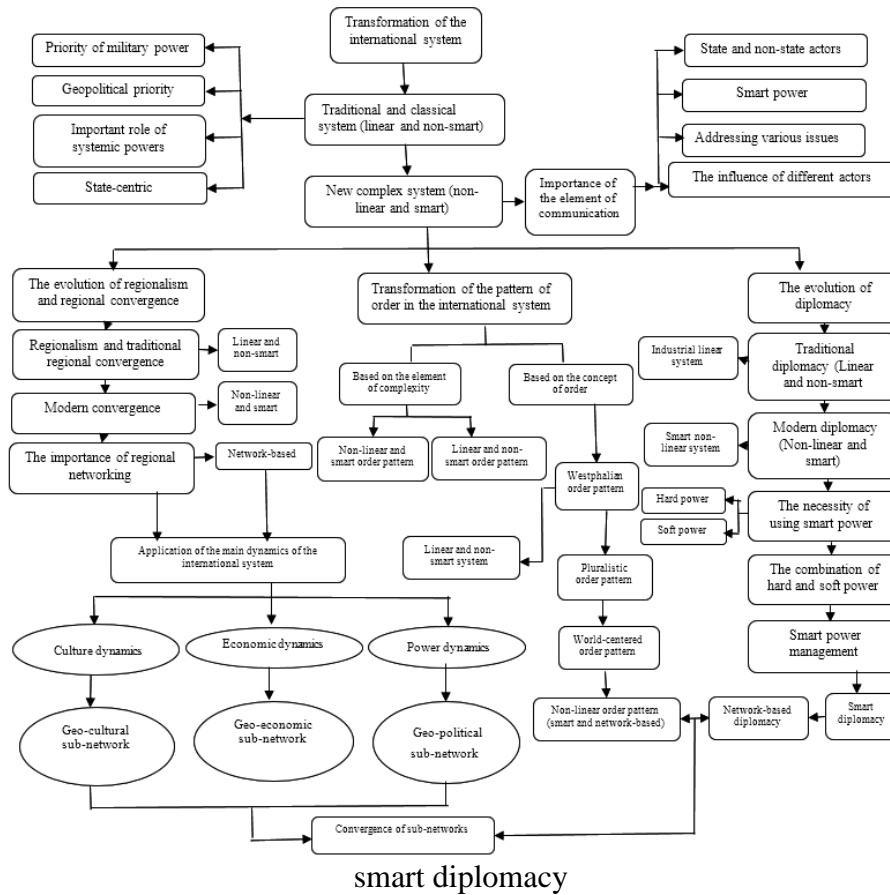 Transformation of the
international system
Priority of military power
Geopolitical priority
Important role of
systemic powers
State-centric
Traditional and classical
system (linear and non-smart)
New complex system (non-
linear and smart)
Importance of
the element of
communication
State and non-state actors
Smart power
Addressing various issues
The influence of different actors
The evolution of regionalism
and regional convergence
Regionalism and traditional
regional convergence
Linear and
non-smart
Modern convergence
Non-linear
and smart
The importance of regional
networking
Network-based
Application of the main dynamics of the
international system
Culture dynamics
Economic dynamics
Power dynamics
Geo-cultural
sub-network
Geo-economic
sub-network
Geo-political
sub-network
Convergence of sub-networks
Transformation of the pattern of
order in the international system
Based on the element
of complexity
Based on the concept of
order
Non-linear and
smart order pattern
Linear and non-
smart order pattern
Westphalian
order pattern
Linear and non-
smart system
Pluralistic
order pattern
World-centered
order pattern
Non-linear order pattern
(smart and network-based)
The evolution of
diplomacy
Industrial linear
system
Traditional
diplomacy (Linear
and non-smart
Smart non-
linear system
Modern diplomacy
(Non-linear and
smart)
Hard power
Soft power
The necessity of
using smart power
The combination of
hard and soft power
Smart power
management
Smart
diplomacy
Network-based
diplomacy
smart diplomacy